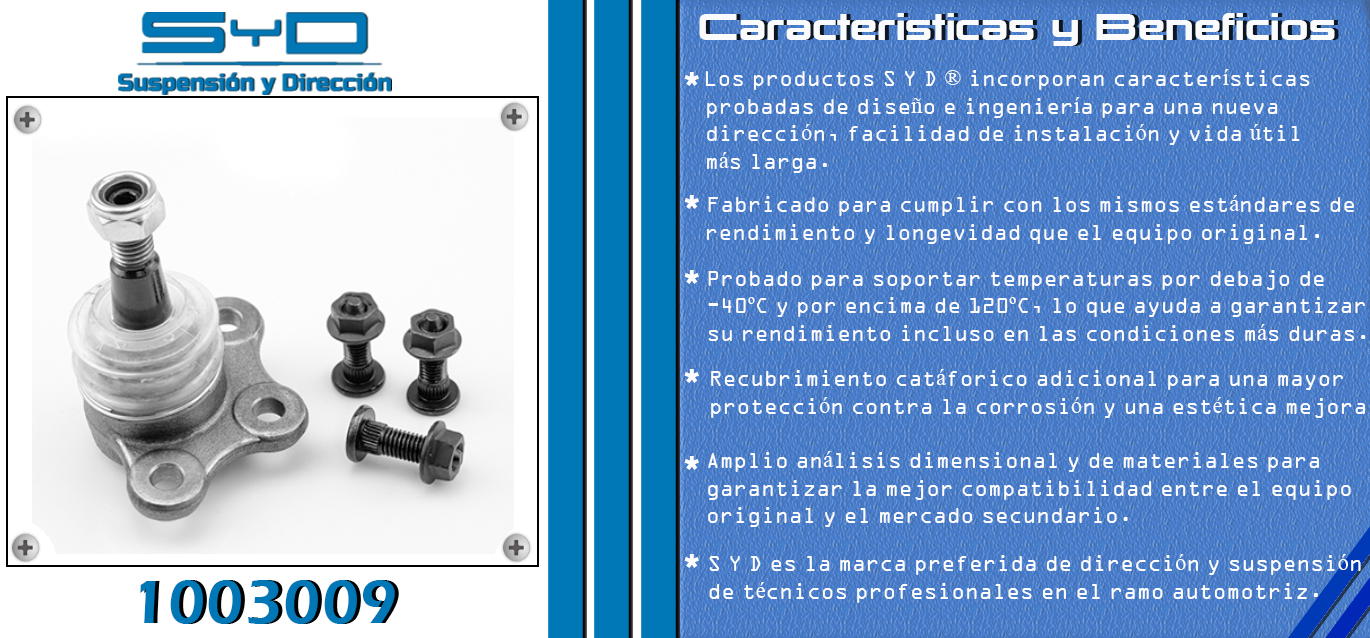 SYD
Suspensión y Dirección
1003009
Caracteristicas y Beneficios
* Los productos S Y D ® incorporan características
probadas de diseño e ingeniería para una nueva
dirección, facilidad de instalación y vida útil
más larga.
* Fabricado para cumplir con los mismos estándares de
rendimiento y longevidad que el equipo original.
* Probado para soportar temperaturas por debajo de
-40°C y por encima de 120°C, lo que ayuda a garantizar
su rendimiento incluso en las condiciones más duras.
* Recubrimiento catáforico adicional para una mayor
protección contra la corrosión y una estética mejora
* Amplio análisis dimensional y de materiales para
garantizar la mejor compatibilidad entre el equipo
original y el mercado secundario.
* S Y D es la marca preferida de dirección y suspensión
de técnicos profesionales en el ramo automotriz.